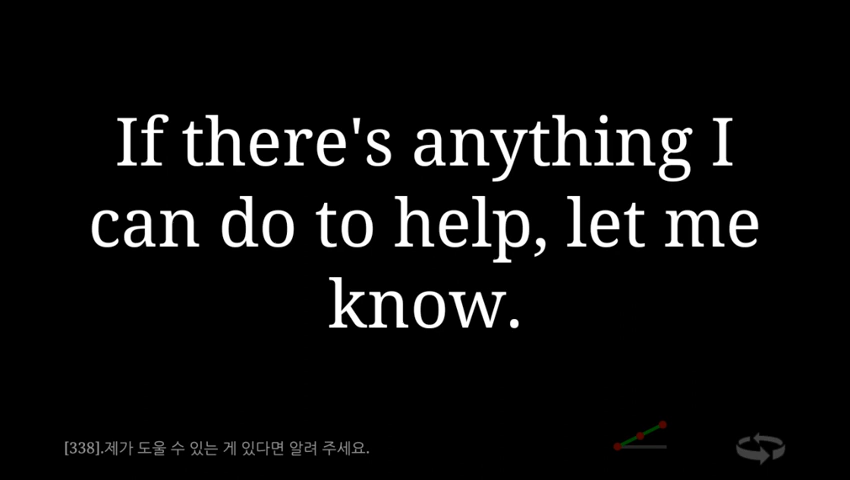 If there's anything I
can do to help, let me
know.
[338].제가 도울 수 있는 게 있다면 알려 주세요.